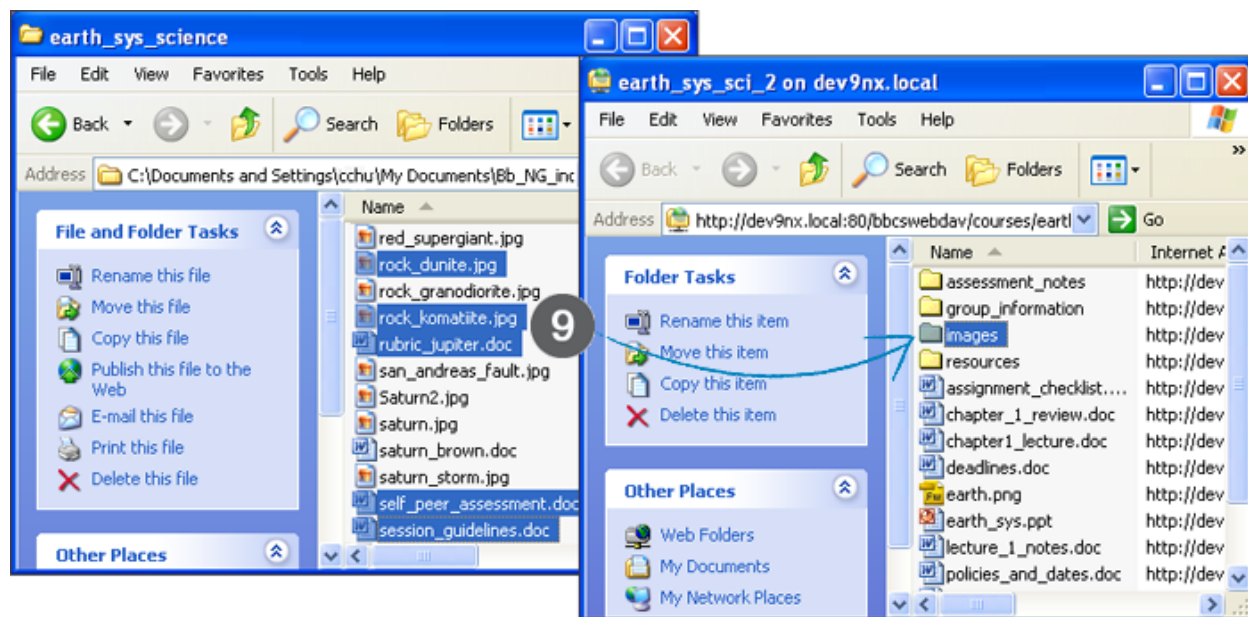 earth_sys_science
File Edit View Favorites Tools Help
Back Search Folders
Address C:\Documents and Settings\cchu\My Documents\Bb_NG_inc
File and Folder Tasks
Rename this file
Move this file
Copy this file
Publish this file to the
Web
E-mail this file
Print this file
Delete this file
Other Places
Name
red_supergiant.jpg
rock_dunite.jpg
rock_granodiorite.jpg
rock_komatiite.jpg
rubric_jupiter.doc
san_andreas_fault.jpg
Saturn2.jpg
saturn.jpg
saturn_brown.doc
saturn_storm.jpg
self_peer_assessment.doc
session_guidelines.doc
9
earth_sys_sci_2 on dev9nx.local
File Edit View Favorites Tools Help
Back Search Folders
Address http://dev9nx.local:80/bbcswebdav/courses/eartl Go
Folder Tasks
Rename this item
Move this item
Copy this item
Delete this item
Other Places
Web Folders
My Documents
My Network Places
Name Internet A
assessment_notes http://dev
group_information http://dev
images http://dev
resources http://dev
assignment_checklist.... http://dev
chapter_1_review.doc http://dev
chapter1_lecture.doc http://dev
deadlines.doc http://dev
earth.png http://dev
earth_sys.ppt http://dev
lecture_1_notes.doc http://dev
policies_and_dates.doc http://dev